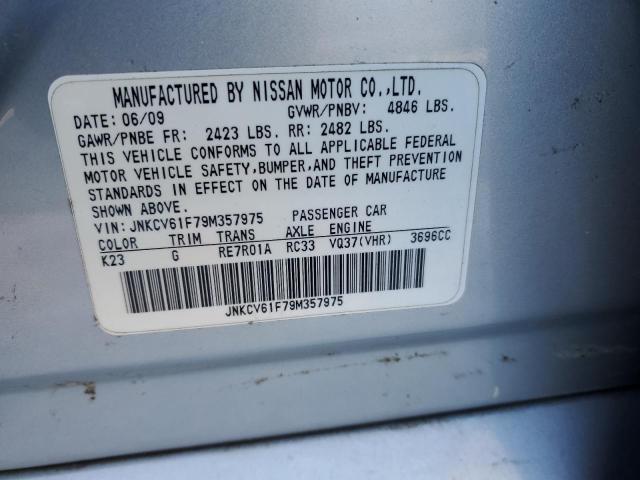 MANUFACTURED BY NISSAN MOTOR CO.,LTD.
DATE: 06/09 GVWR/PNBV: 4846 LBS.
GAWR/PNBE FR: 2423 LBS. RR: 2482 LBS.
THIS VEHICLE CONFORMS TO ALL APPLICABLE FEDERAL
MOTOR VEHICLE SAFETY,BUMPER,AND THEFT PREVENTION
STANDARDS IN EFFECT ON THE DATE OF MANUFACTURE
SHOWN ABOVE.
VIN: JNKCV61F79M357975 PASSENGER CAR
COLOR TRIM TRANS AXLE ENGINE
K23 G RE7R01A RC33 VQ37(VHR) 3696CC
JNKCV61F79M357975